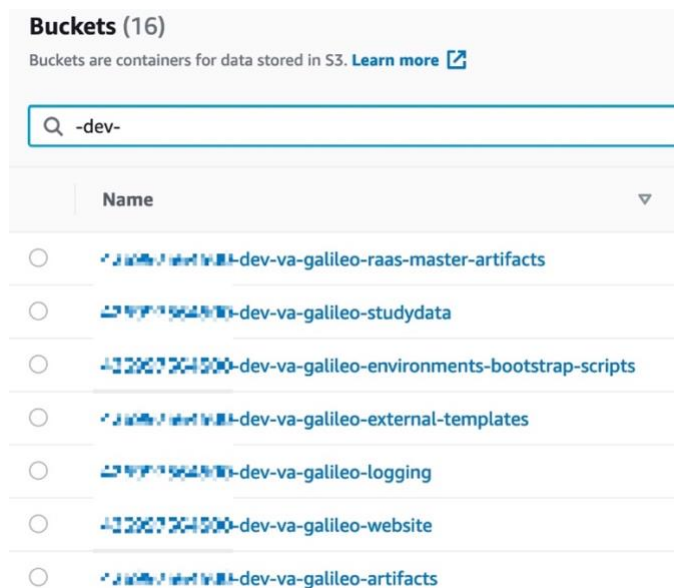 Buckets (16)
Buckets are containers for data stored in S3. Learn more
-dev-
Name
-dev-va-galileo-raas-master-artifacts
-dev-va-galileo-studydata
-dev-va-galileo-environments-bootstrap-scripts
-dev-va-galileo-external-templates
-dev-va-galileo-logging
-dev-va-galileo-website
-dev-va-galileo-artifacts